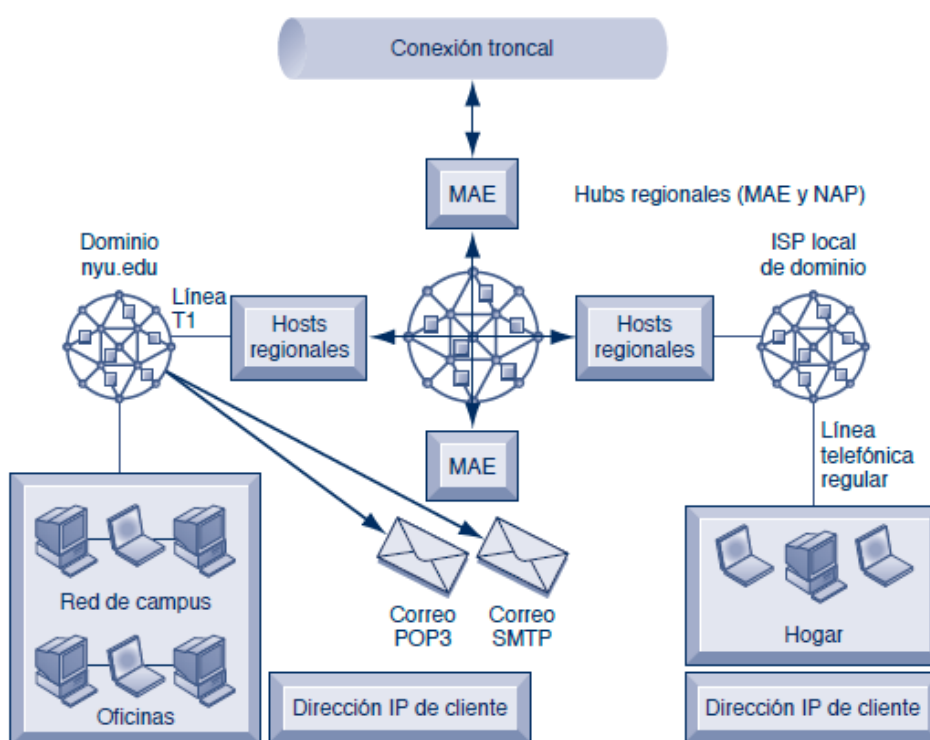 Conexión troncal
MAE
Hubs regionales (MAE y NAP)
Dominio
nyu.edu
ISP local
de dominio
Línea
T1
Hosts
regionales
Hosts
regionales
MAE
Línea
telefónica
regular
Red de campus
Oficinas
Correo
POP3
Correo
SMTP
Hogar
Dirección IP de cliente
Dirección IP de cliente